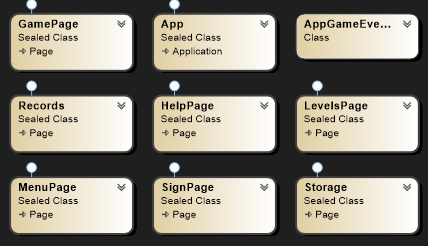 GamePage
Sealed Class
Page
App
Sealed Class
Application
AppGameEve...
Class
Records
Sealed Class
Page
HelpPage
Sealed Class
Page
LevelsPage
Sealed Class
Page
MenuPage
Sealed Class
Page
SignPage
Sealed Class
Page
Storage
Sealed Class
Page